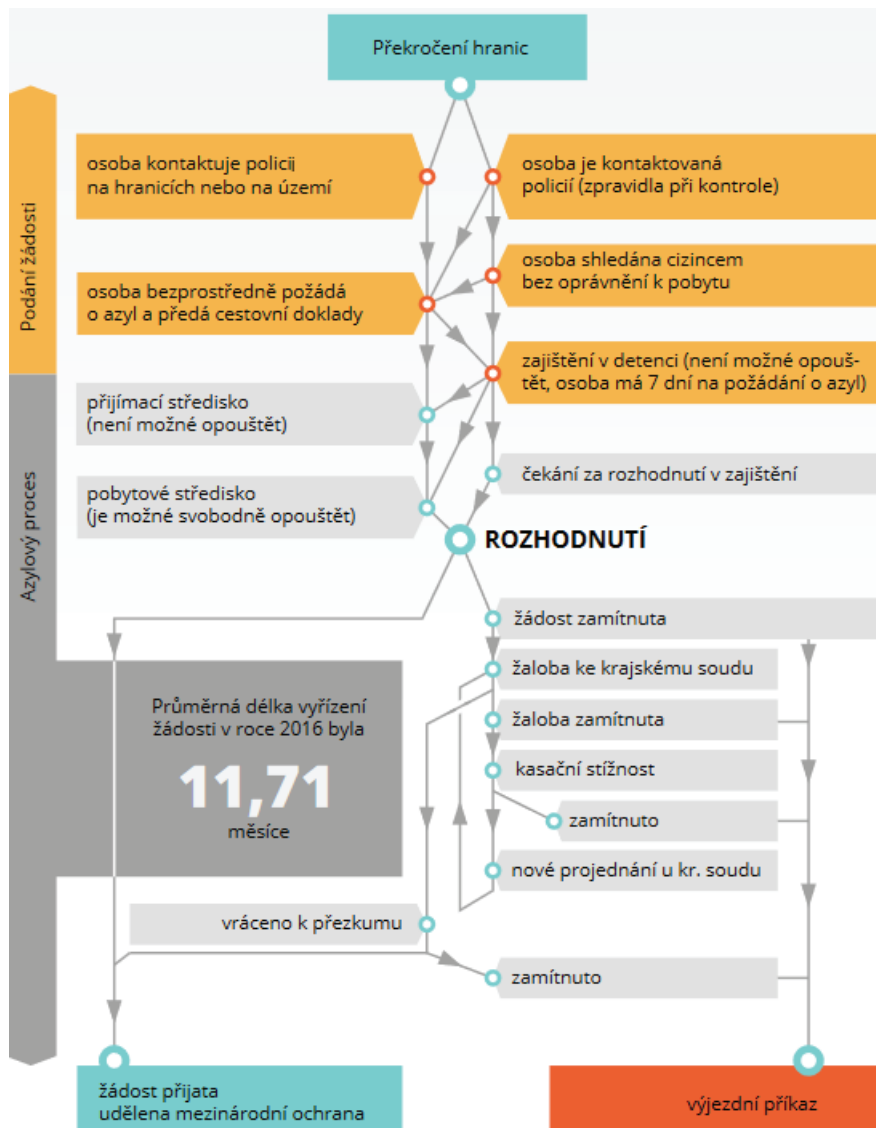 Překročení hranic
Podání žádosti
osoba kontaktuje policii
na hranicích nebo na území
osoba je kontaktovaná
policií (zpravidla při kontrole)
osoba shledána cizincem
bez oprávnění k pobytu
osoba bezprostředně požádá
o azyl a předá cestovní doklady
zajištění v detenci (není možné opouš-
tět, osoba má 7 dní na požádání o azyl)
Azylový proces
přijímací středisko
(není možné opouštět)
čekání za rozhodnutí v zajištění
pobytové středisko
(je možné svobodně opouštět)
ROZHODNUTÍ
žádost zamítnuta
žaloba ke krajskému soudu
Průměrná délka vyřízení
žádosti v roce 2016 byla
11,71
měsíce
žaloba zamítnuta
kasační stížnost
zamítnuto
nové projednání u kr. soudu
vráceno k přezkumu
zamítnuto
žádost přijata
udělena mezinárodní ochrana
výjezdní příkaz